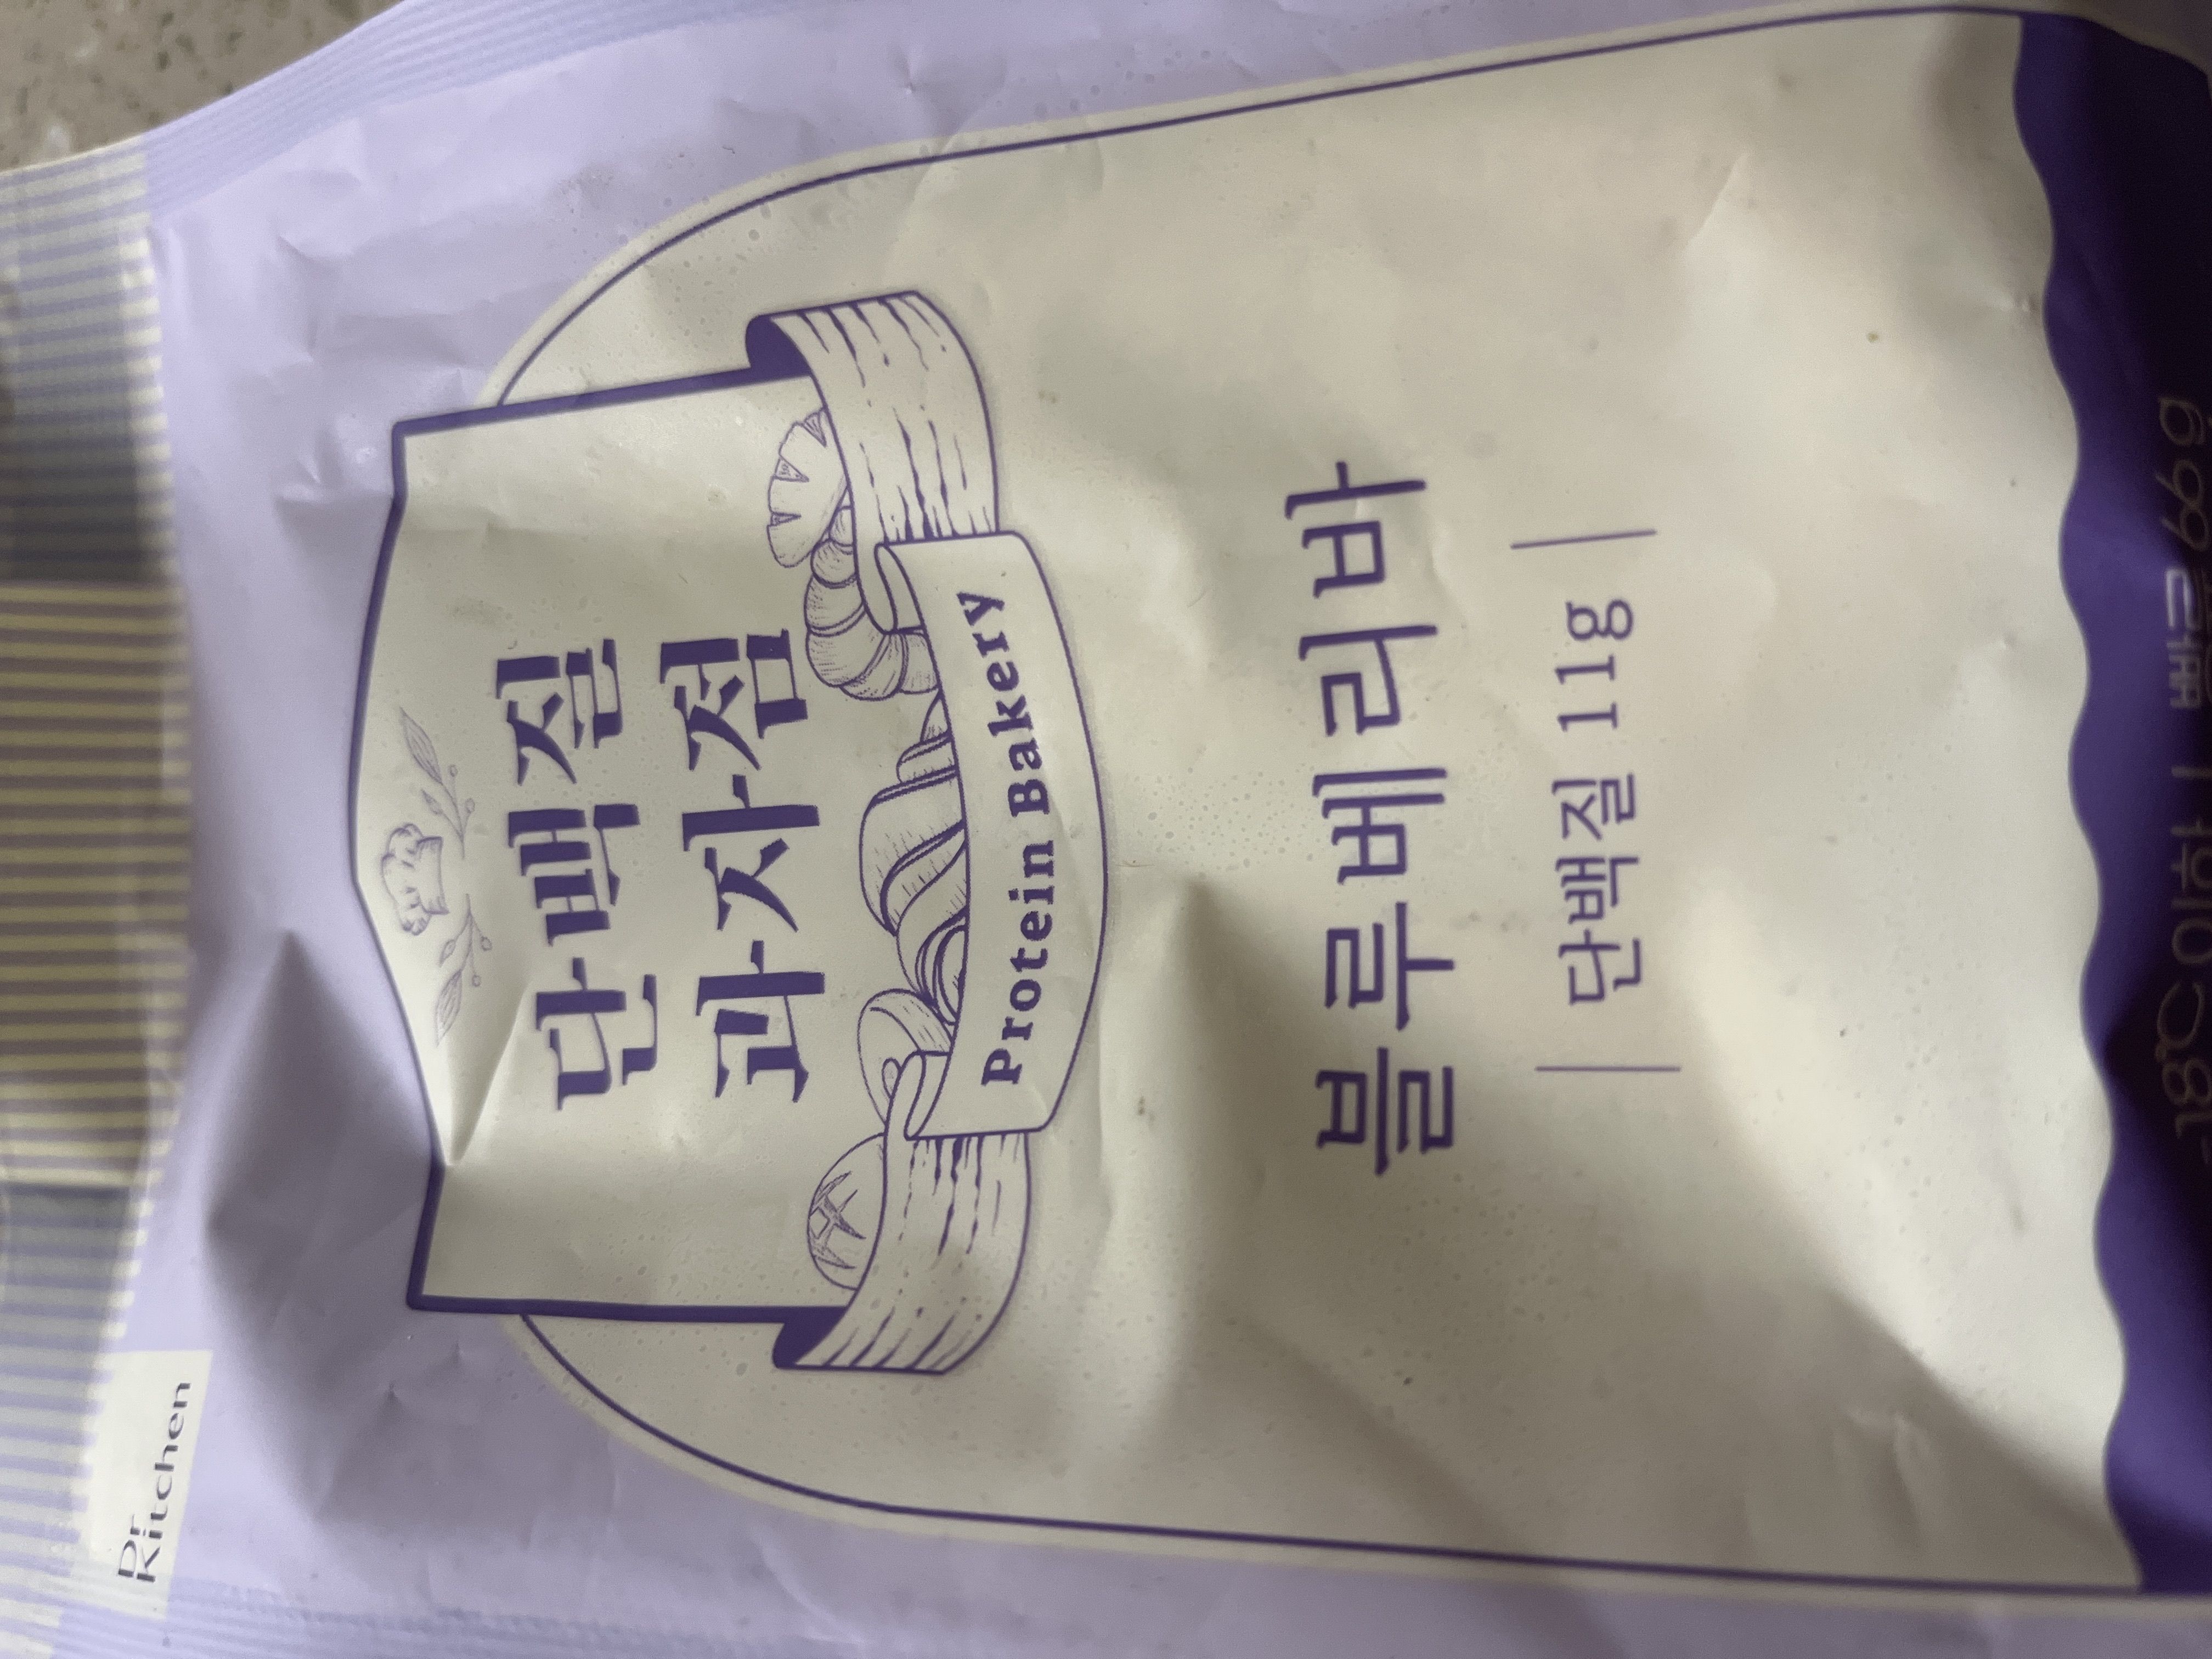 Dr.
Kitchen
단백질
과자점
Protein Bakery
블루베리바
단백질 11g
-18℃이하 | 빵류 66g